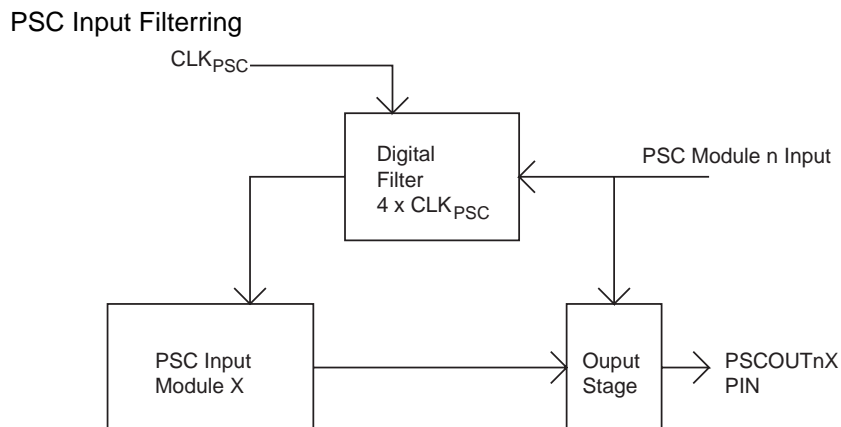 PSC Input Filterring
CLKPSC
Digital
Filter
4 x CLKPSC
PSC Module n Input
PSC Input
Module X
Ouput
Stage
PSCOUTnX
PIN